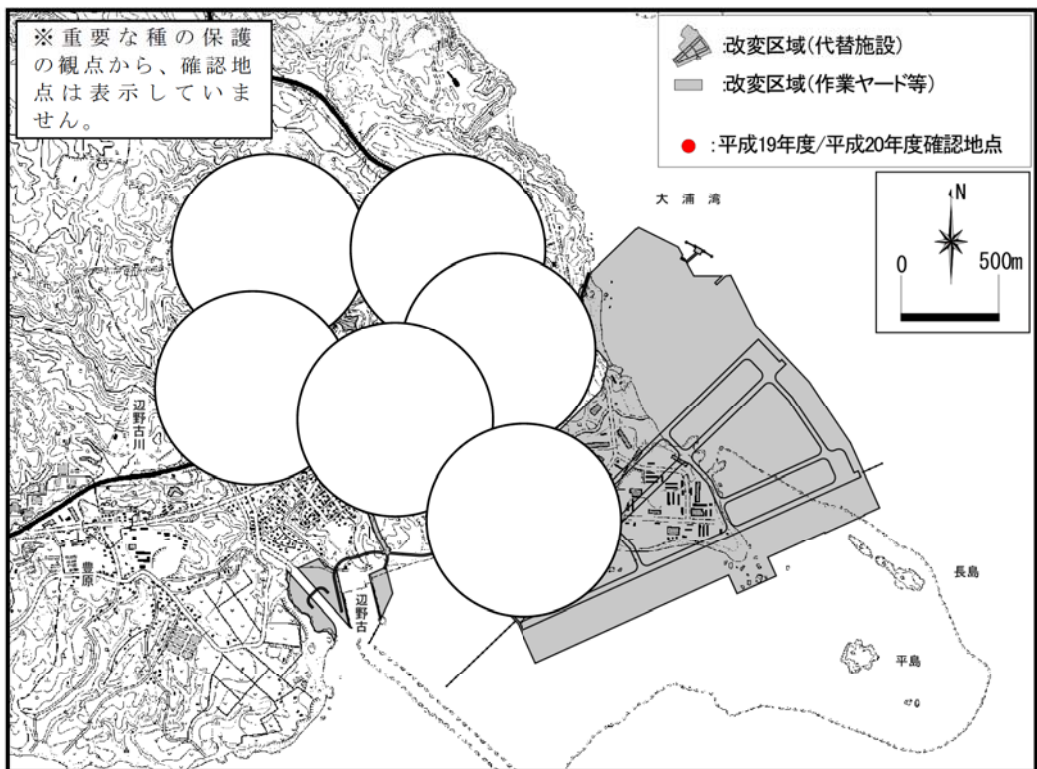 ※重要な種の保護
の観点から、確認地
点は表示していま
せん。
:改変区域(代替施設)
:改変区域(作業ヤード等)
:平成19年度/平成20年度確認地点
大浦湾
N
0 500m
辺野古川
豊原
辺野古
長島
平島